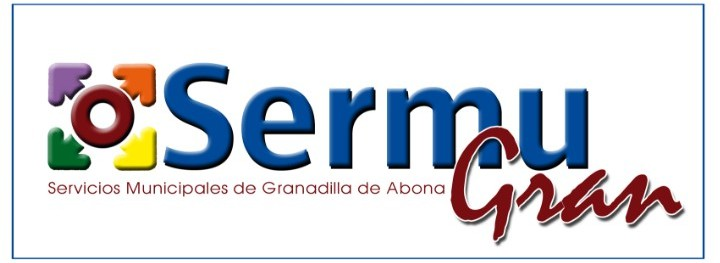 Sermu
Gran
Servicios Municipales de Granadilla de Abona